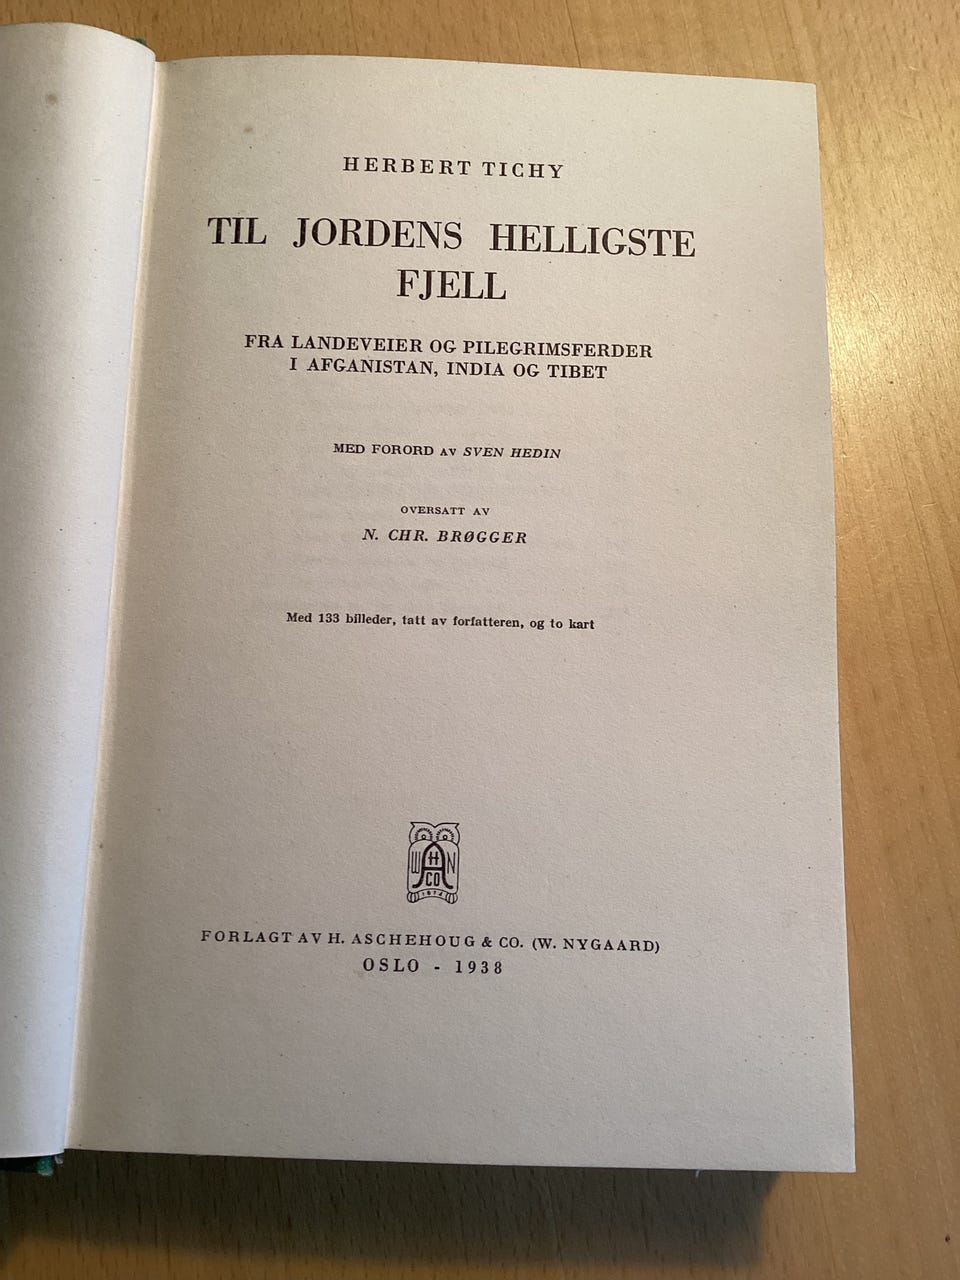 HERBERT TICHY
TIL JORDENS HELLIGSTE
FJELL
FRA LANDEVEIER OG PILEGRIMSFERDER
I AFGANISTAN, INDIA OG TIBET
MED FORORD AV SVEN HEDIN
OVERSATT AV
N. CHR. BRØGGER
Med 133 billeder, tatt av forfatteren, og to kart
W H N
A
CO
FORLAGT AV H. ASCHEHOUG & CO. (W. NYGAARD)
OSLO - 1938